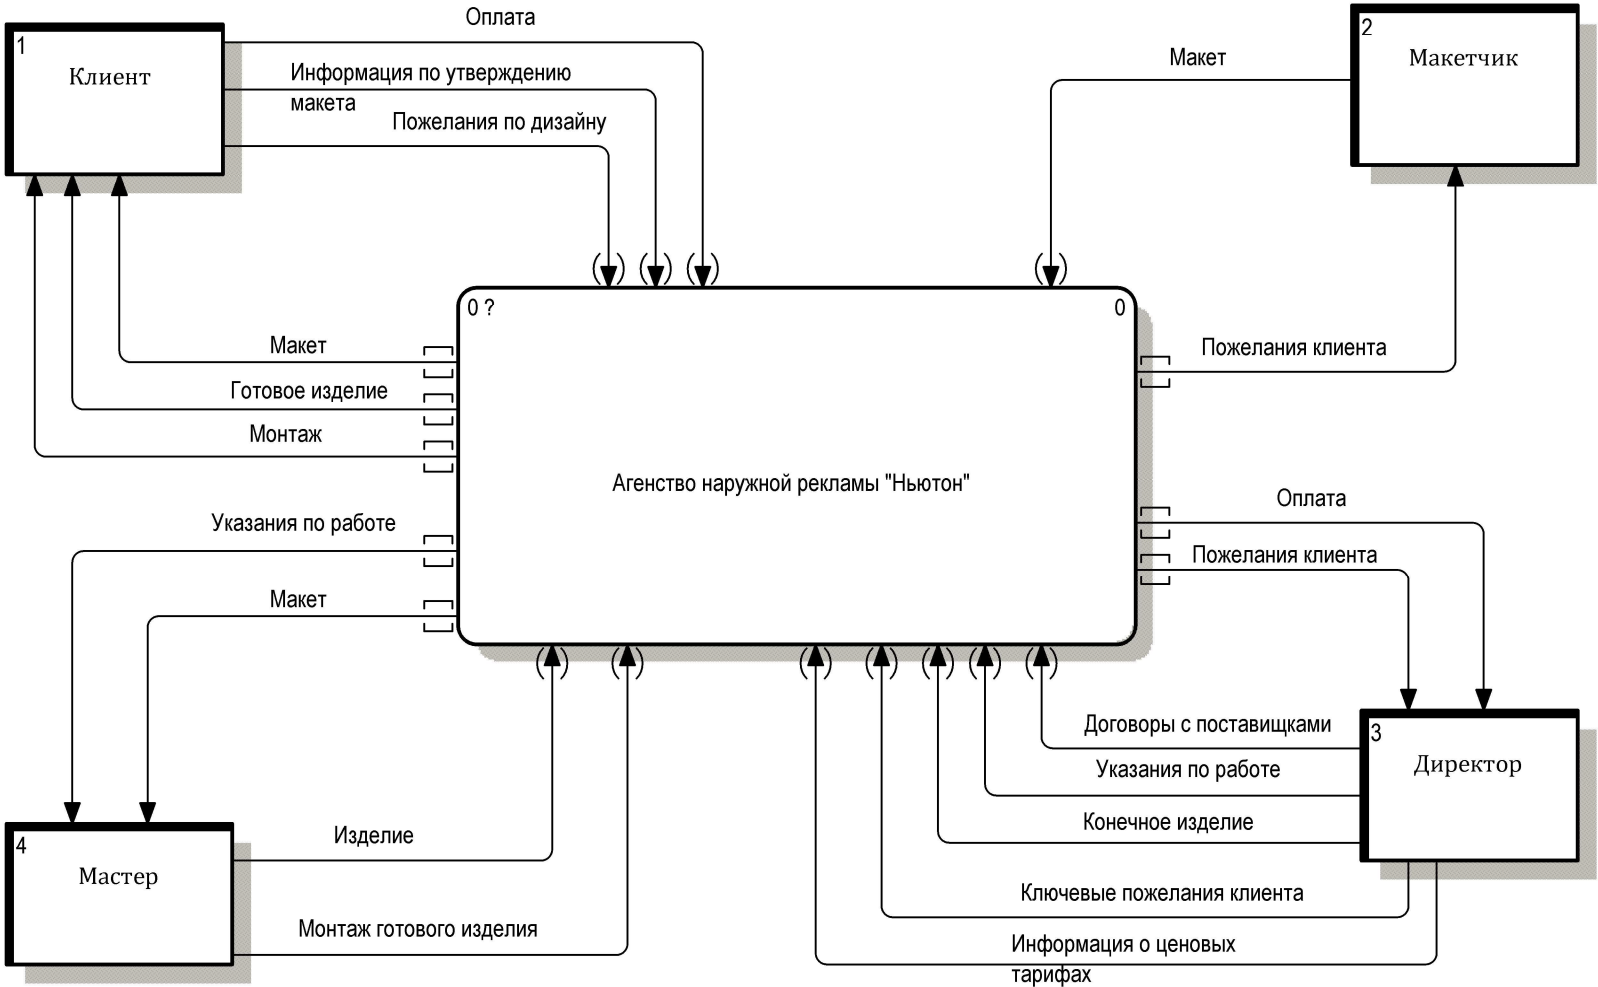 Оплата
1
Клиент
Информация по утверждению
макета
Пожелания по дизайну
Макет
2
Макетчик
0 ?
0
Макет
Готовое изделие
Монтаж
Пожелания клиента
Агенство наружной рекламы "Ньютон"
Указания по работе
Макет
Оплата
Пожелания клиента
Договоры с поставищками
3
Директор
Указания по работе
Конечное изделие
Ключевые пожелания клиента
Информация о ценовых
тарифах
4
Мастер
Изделие
Монтаж готового изделия